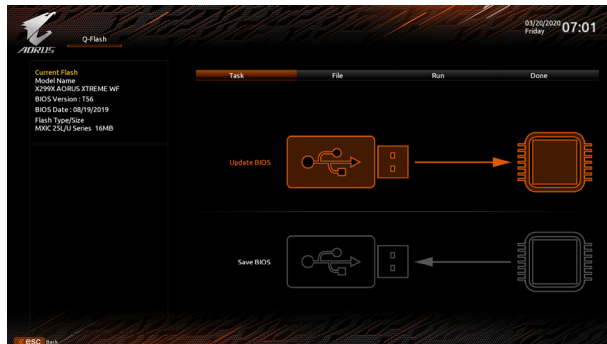 AORUS
Q-Flash
03/20/2020
Friday
07:01
Current Flash
Model Name
X299X AORUS XTREME WF
BIOS Version : T56
BIOS Date : 08/19/2019
Flash Type/Size
MXIC 25L/U Series 16MB
Task File Run Done
Update BIOS
Save BIOS
esc Back